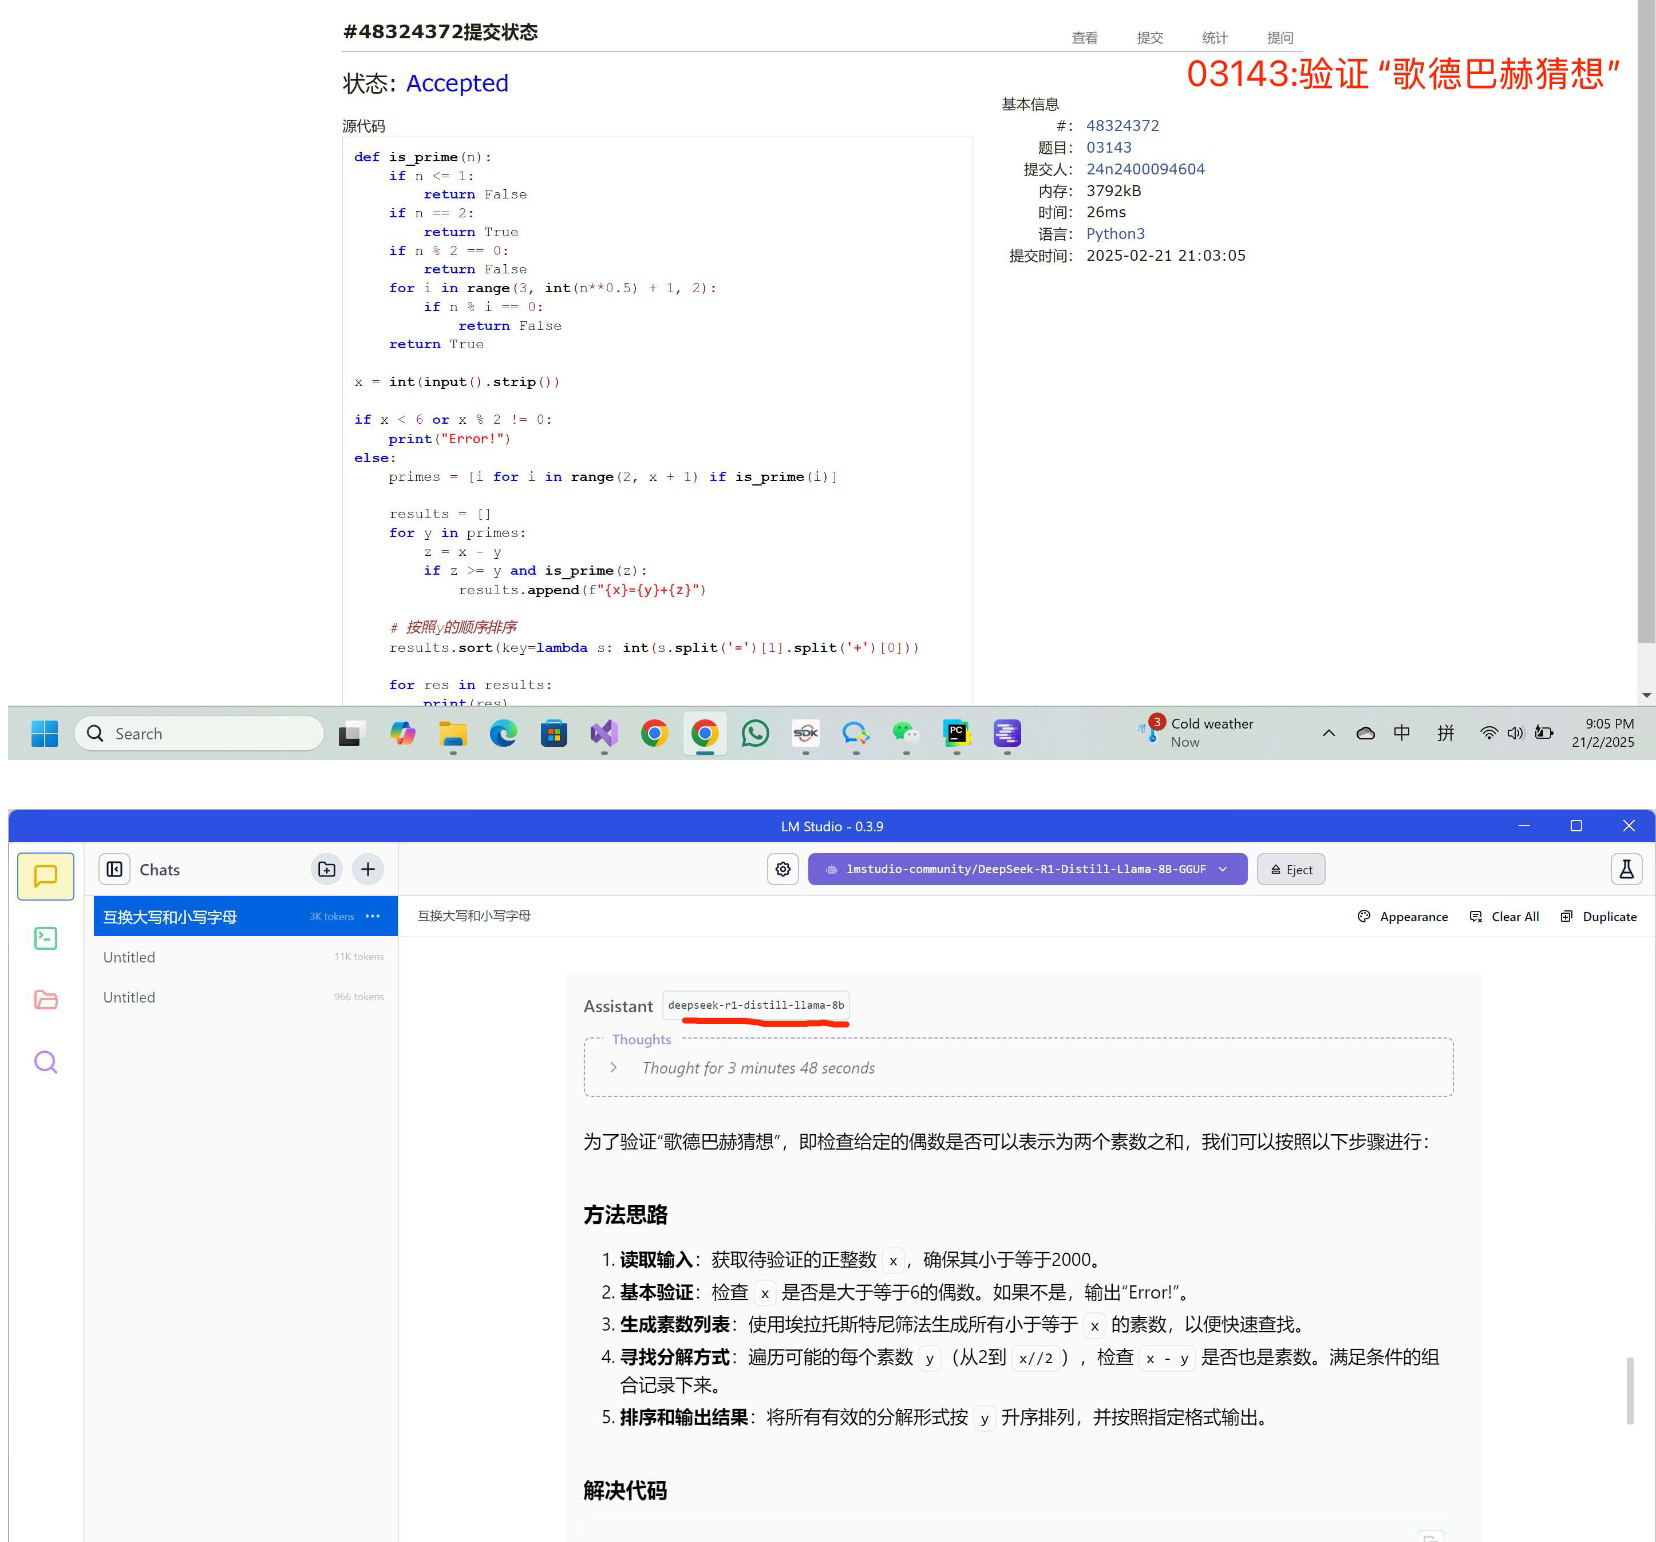 #48324372提交状态
查看 提交 统计 提问
03143:验证 “歌德巴赫猜想”
状态: Accepted
基本信息
#: 48324372
题目: 03143
提交人: 24n2400094604
内存: 3792kB
时间: 26ms
语言: Python3
提交时间: 2025-02-21 21:03:05
源代码
def is_prime(n):
    if n <= 1:
        return False
    if n == 2:
        return True
    if n % 2 == 0:
        return False
    for i in range(3, int(n**0.5) + 1, 2):
        if n % i == 0:
            return False
    return True
x = int(input().strip())
if x < 6 or x % 2 != 0:
    print("Error!")
else:
    primes = [i for i in range(2, x + 1) if is_prime(i)]
    results = []
    for y in primes:
        z = x - y
        if z >= y and is_prime(z):
            results.append(f"{x}={y}+{z}")
    # 按照y的顺序排序
    results.sort(key=lambda s: int(s.split('=')[1].split('+')[0]))
    for res in results:
        print(res)
Search
SDK
PC
3
Cold weather
Now
中
拼
9:05 PM
21/2/2025
LM Studio - 0.3.9
Chats
lmstudio-community/DeepSeek-R1-Distill-Llama-8B-GGUF
Eject
互换大写和小写字母 3K tokens
Untitled 11K tokens
Untitled 966 tokens
互换大写和小写字母
Appearance Clear All Duplicate
Assistant deepseek-r1-distill-llama-8b
Thoughts
Thought for 3 minutes 48 seconds
为了验证“歌德巴赫猜想”，即检查给定的偶数是否可以表示为两个素数之和，我们可以按照以下步骤进行：
方法思路
1. 读取输入：获取待验证的正整数 x ，确保其小于等于2000。
2. 基本验证：检查 x 是否是大于等于6的偶数。如果不是，输出“Error!”。
3. 生成素数列表：使用埃拉托斯特尼筛法生成所有小于等于 x 的素数，以便快速查找。
4. 寻找分解方式：遍历可能的每个素数 y （从2到 x//2 ），检查 x - y 是否也是素数。满足条件的组
合记录下来。
5. 排序和输出结果：将所有有效的分解形式按 y 升序排列，并按照指定格式输出。
解决代码